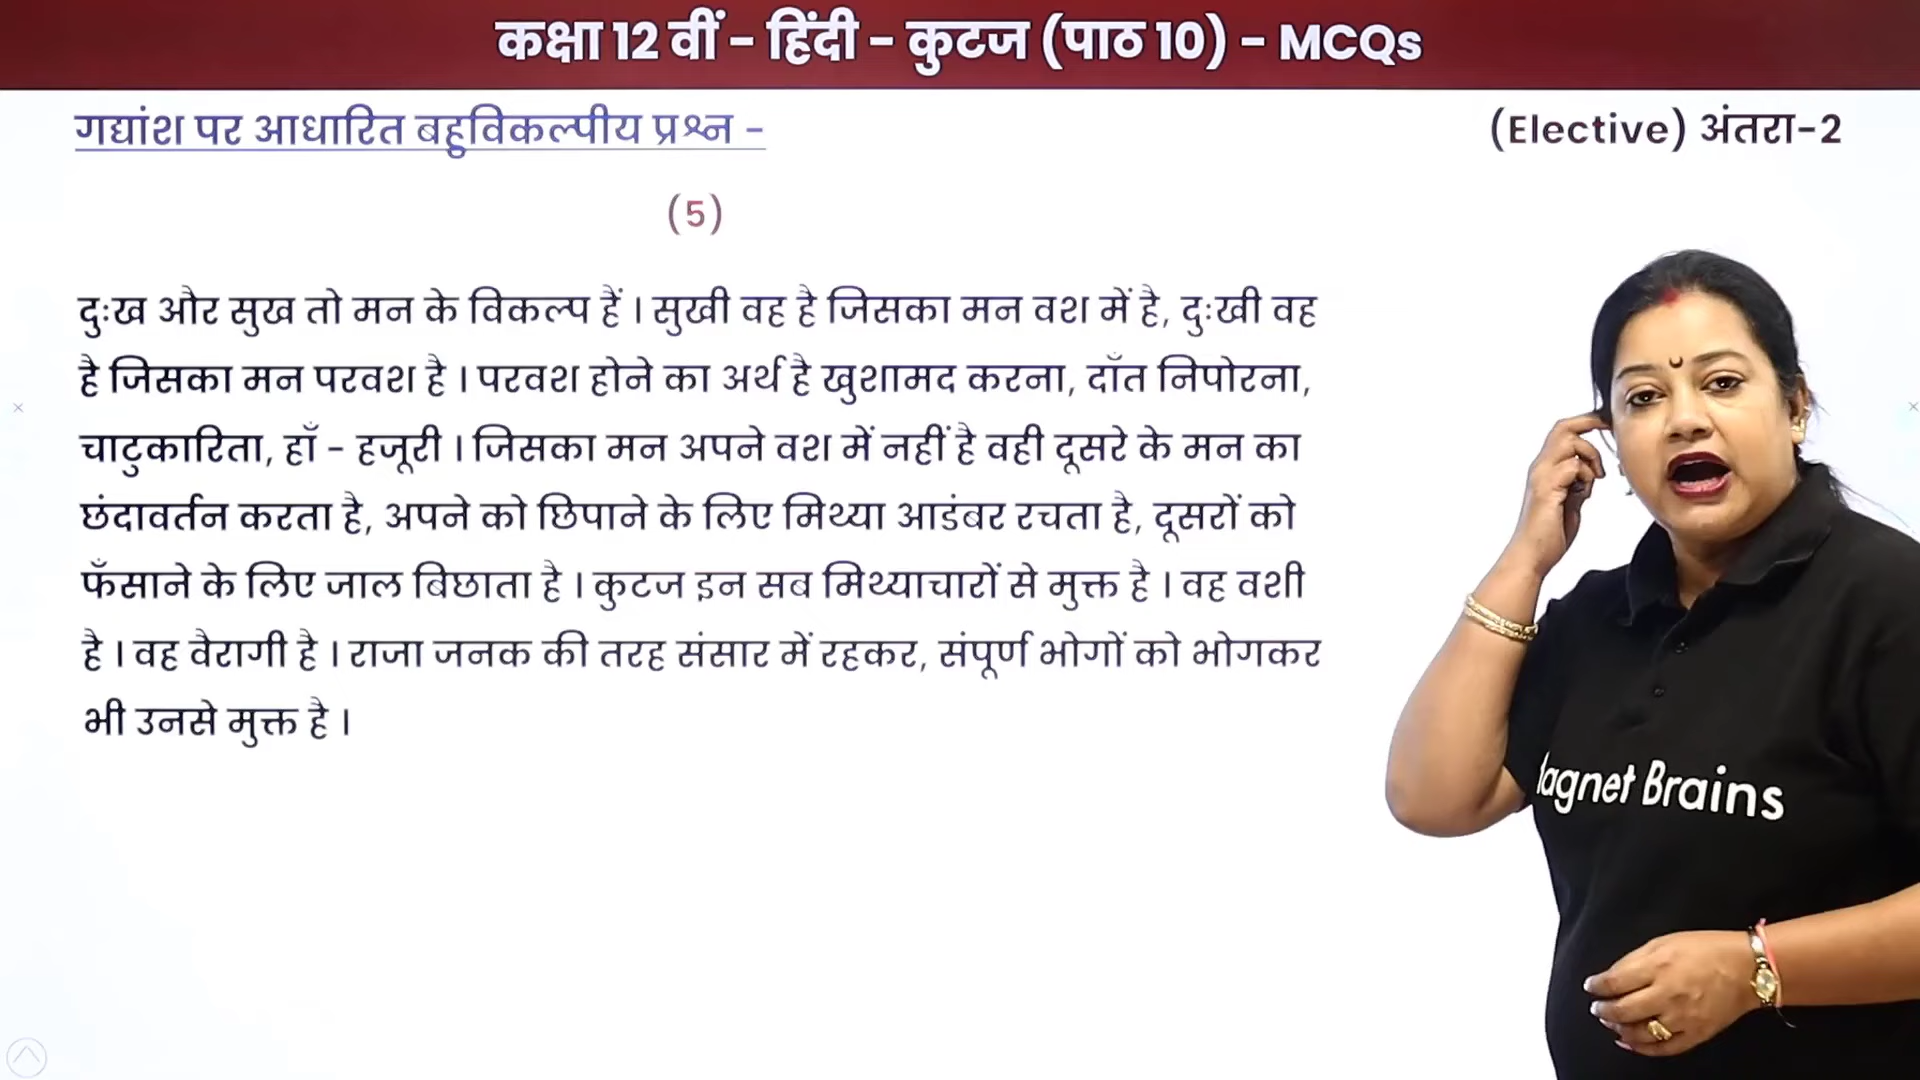 कक्षा 12 वीं - हिंदी - कुटज (पाठ 10) - MCQs
गद्यांश पर आधारित बहुविकल्पीय प्रश्न -
(Elective) अंतरा-2
(5)
दुःख और सुख तो मन के विकल्प हैं । सुखी वह है जिसका मन वश में है, दुःखी वह
है जिसका मन परवश है । परवश होने का अर्थ है खुशामद करना, दाँत निपोरना,
चाटुकारिता, हाँ - हजूरी । जिसका मन अपने वश में नहीं है वही दूसरे के मन का
छंदावर्तन करता है, अपने को छिपाने के लिए मिथ्या आडंबर रचता है, दूसरों को
फँसाने के लिए जाल बिछाता है । कुटज इन सब मिथ्याचारों से मुक्त है । वह वशी
है । वह वैरागी है । राजा जनक की तरह संसार में रहकर, संपूर्ण भोगों को भोगकर
भी उनसे मुक्त है ।
Brains